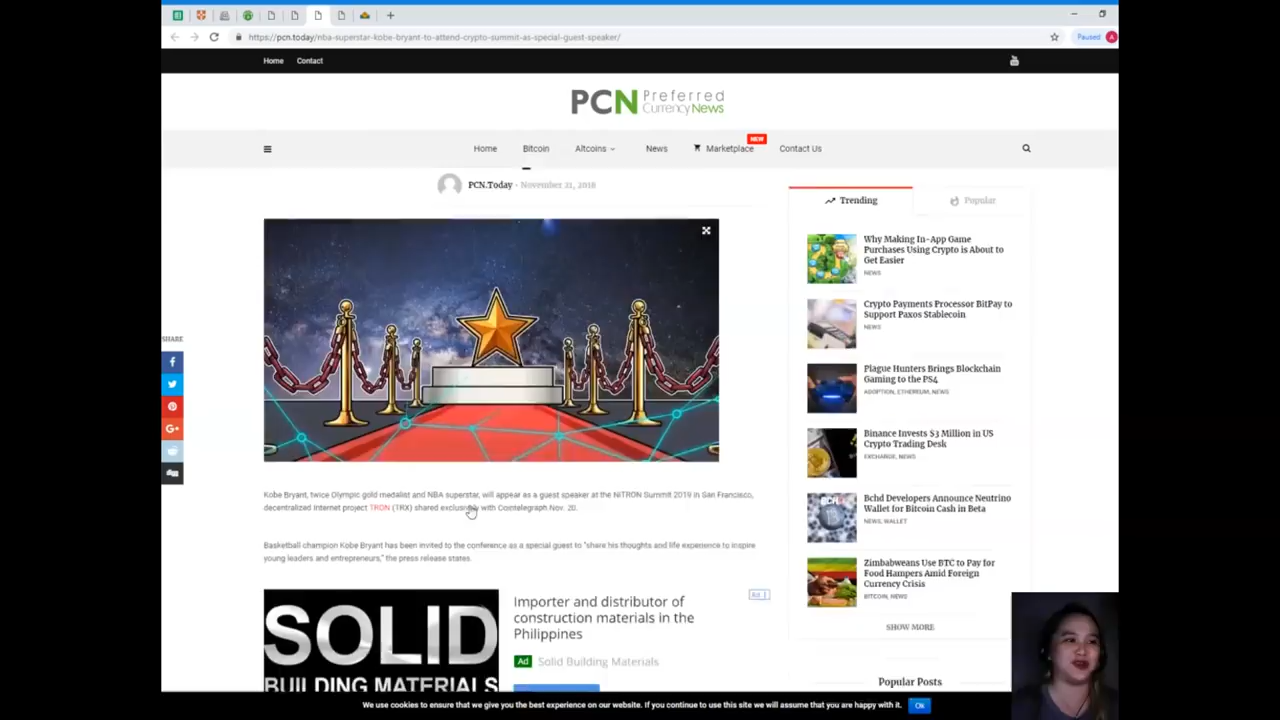 https://pcn.today/nba-superstar-kobe-bryant-to-attend-crypto-summit-as-special-guest-speaker/
Paused
A
Home
Contact
PCN Preferred
Currency News
NEW
Home
Bitcoin
Altcoins
News
Marketplace
Contact Us
PCN.Today - November 21, 2018
SHARE
Kobe Bryant, twice Olympic gold medalist and NBA superstar, will appear as a guest speaker at the NiTRON Summit 2019 in San Francisco,
decentralized Internet project TRON (TRX) shared exclusively with Cointelegraph Nov. 20.
Basketball champion Kobe Bryant has been invited to the conference as a special guest to "share his thoughts and life experience to inspire
young leaders and entrepreneurs," the press release states.
SOLID
BUILDING MATERIALS
Ad
Importer and distributor of
construction materials in the
Philippines
Ad Solid Building Materials
Trending
Popular
Why Making In-App Game
Purchases Using Crypto is About to
Get Easier
NEWS
Crypto Payments Processor BitPay to
Support Paxos Stablecoin
NEWS
Plague Hunters Brings Blockchain
Gaming to the PS4
ADOPTION, ETHEREUM, NEWS
Binance Invests $3 Million in US
Crypto Trading Desk
EXCHANGE, NEWS
Bchd Developers Announce Neutrino
Wallet for Bitcoin Cash in Beta
NEWS, WALLET
Zimbabweans Use BTC to Pay for
Food Hampers Amid Foreign
Currency Crisis
BITCOIN, NEWS
SHOW MORE
Popular Posts
We use cookies to ensure that we give you the best experience on our website. If you continue to use this site we will assume that you are happy with it.
Ok